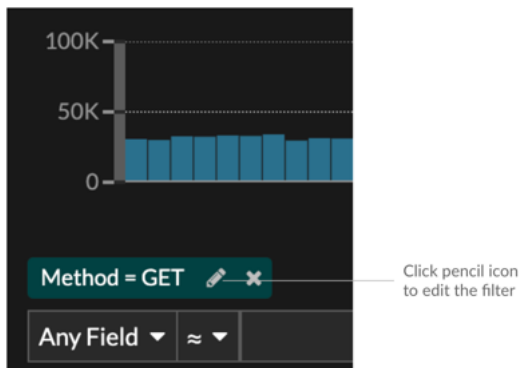 100K
50K
0
Method = GET
Click pencil icon
to edit the filter
Any Field ≈